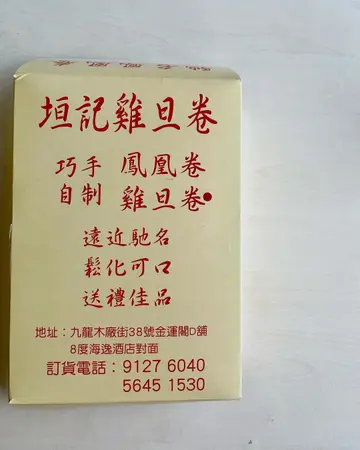 垣記雞旦卷
巧手 鳳凰卷
自制 雞旦卷●
遠近馳名
鬆化可口
送禮佳品
地址：九龍木廠街38號金運閣D舖
8度海逸酒店對面
訂貨電話：9127 6040
5645 1530